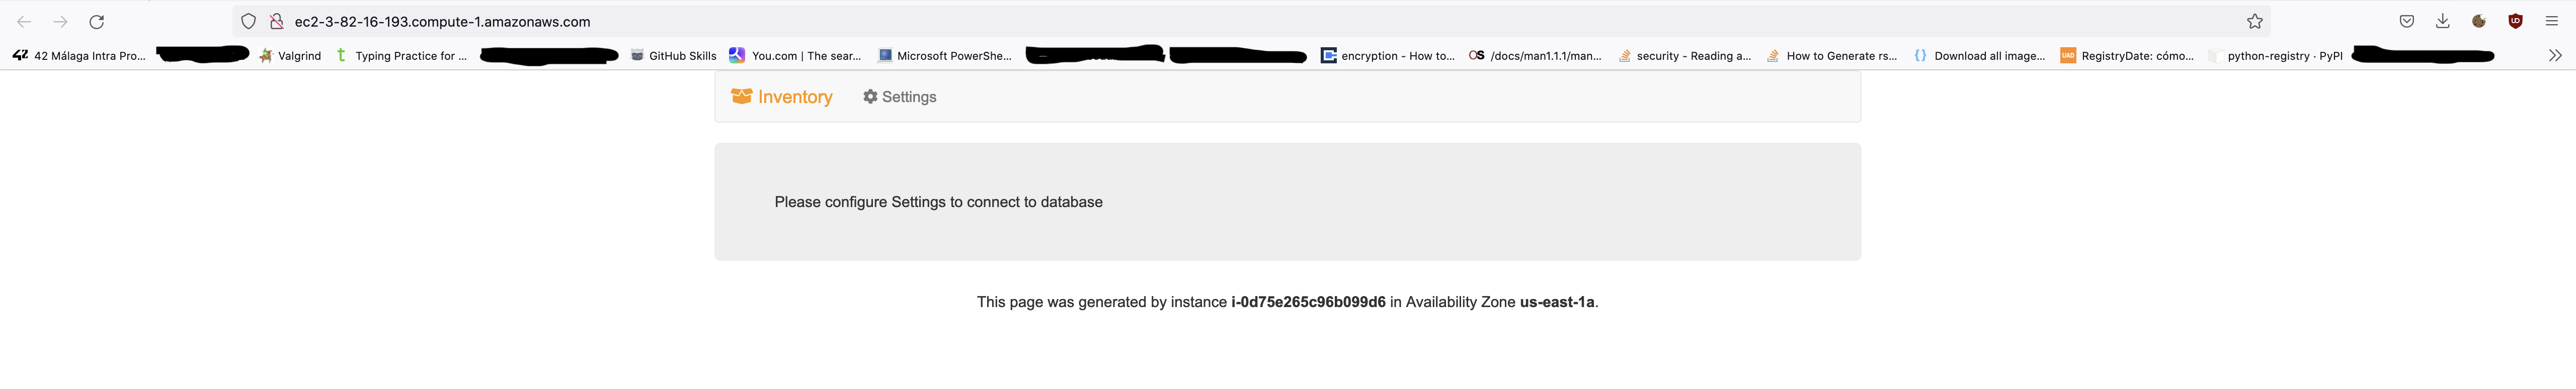 ec2-3-82-16-193.compute-1.amazonaws.com
42 Málaga Intra Pro... Valgrind t Typing Practice for ... GitHub Skills You.com | The sear... Microsoft PowerShe... encryption - How to... OS /docs/man1.1.1/man... security - Reading a... How to Generate rs... {} Download all image... UAD RegistryDate: cómo... python-registry · PyPI
Inventory Settings
Please configure Settings to connect to database
This page was generated by instance i-0d75e265c96b099d6 in Availability Zone us-east-1a.